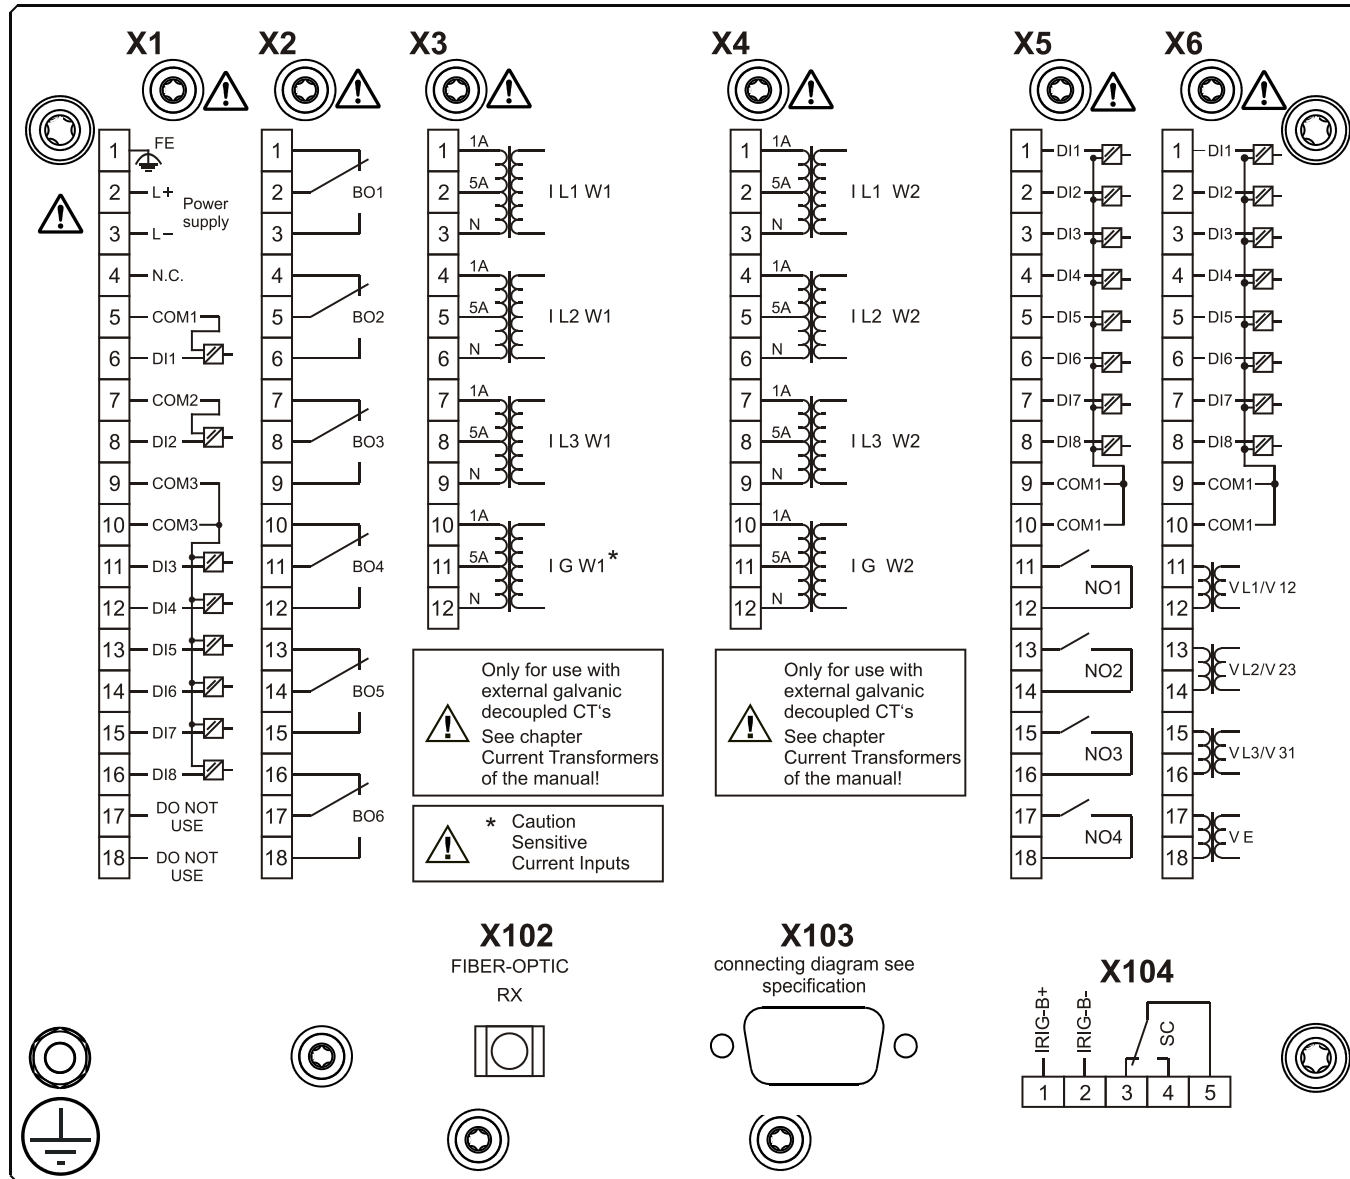 X1
X2
X3
X4
X5
X6
1 FE
2 L+ Power
supply
3 L–
4 N.C.
5 COM1
6 DI1
7 COM2
8 DI2
9 COM3
10 COM3
11 DI3
12 DI4
13 DI5
14 DI6
15 DI7
16 DI8
17 DO NOT
USE
18 DO NOT
USE
1
2 BO1
3
4
5 BO2
6
7
8 BO3
9
10
11 BO4
12
13
14 BO5
15
16
17 BO6
18
1 1A
2 5A I L1 W1
3 N
4 1A
5 5A I L2 W1
6 N
7 1A
8 5A I L3 W1
9 N
10 1A
11 5A I G W1*
12 N
Only for use with
external galvanic
decoupled CT‘s
See chapter
Current Transformers
of the manual!
* Caution
Sensitive
Current Inputs
1 1A
2 5A I L1 W2
3 N
4 1A
5 5A I L2 W2
6 N
7 1A
8 5A I L3 W2
9 N
10 1A
11 5A I G W2
12 N
Only for use with
external galvanic
decoupled CT‘s
See chapter
Current Transformers
of the manual!
1 DI1
2 DI2
3 DI3
4 DI4
5 DI5
6 DI6
7 DI7
8 DI8
9 COM1
10 COM1
11
NO1
12
13
NO2
14
15
NO3
16
17
NO4
18
1 DI1
2 DI2
3 DI3
4 DI4
5 DI5
6 DI6
7 DI7
8 DI8
9 COM1
10 COM1
11
V L1/V 12
12
13
V L2/V 23
14
15
V L3/V 31
16
17
V E
18
X102
FIBER-OPTIC
RX
X103
connecting diagram see
specification
X104
IRIG-B+
IRIG-B-
SC
1 2 3 4 5